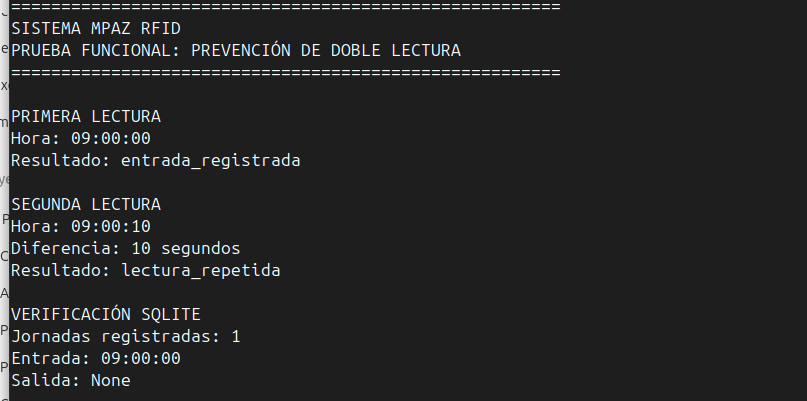 =======================================================
SISTEMA MPAZ RFID
PRUEBA FUNCIONAL: PREVENCIÓN DE DOBLE LECTURA
=======================================================
PRIMERA LECTURA
Hora: 09:00:00
Resultado: entrada_registrada
SEGUNDA LECTURA
Hora: 09:00:10
Diferencia: 10 segundos
Resultado: lectura_repetida
VERIFICACIÓN SQLITE
Jornadas registradas: 1
Entrada: 09:00:00
Salida: None